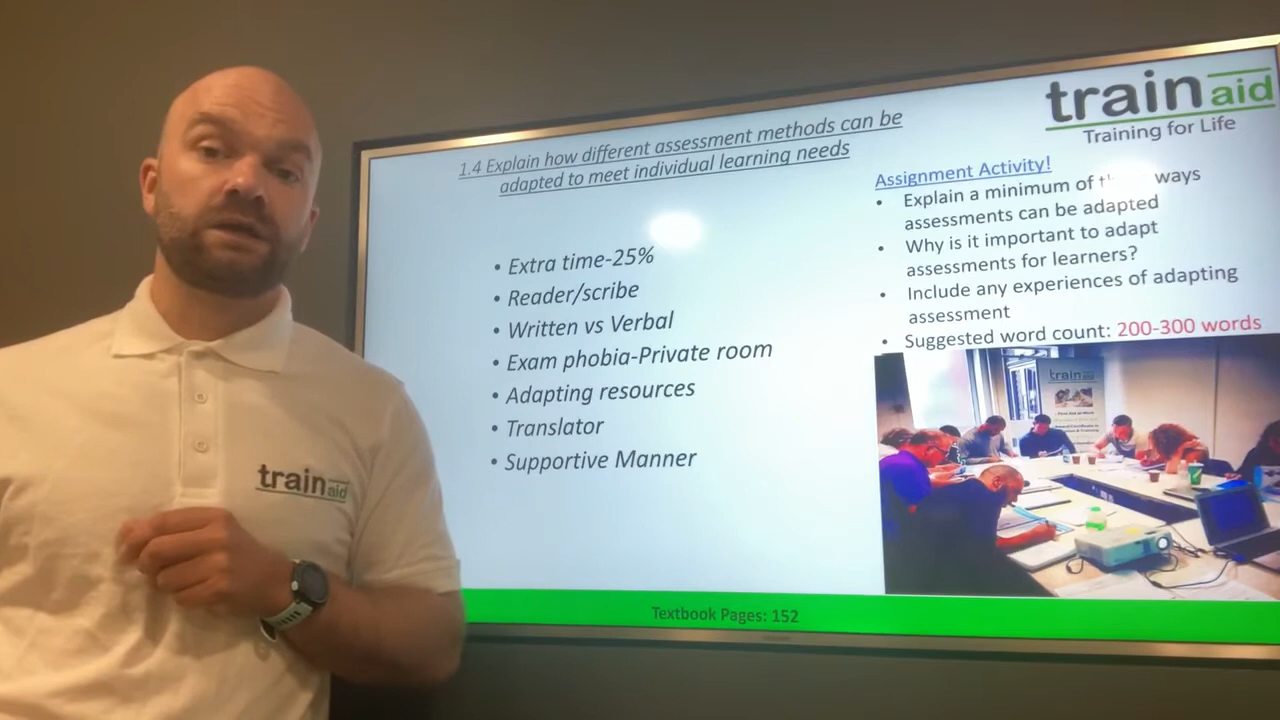 1.4 Explain how different assessment methods can be
adapted to meet individual learning needs
• Extra time-25%
• Reader/scribe
• Written vs Verbal
• Exam phobia-Private room
• Adapting resources
• Translator
• Supportive Manner
train aid
Training for Life
Assignment Activity!
• Explain a minimum of ways
assessments can be adapted
• Why is it important to adapt
assessments for learners?
• Include any experiences of adapting
assessment
• Suggested word count: 200-300 words
train
Textbook Pages: 152
train aid